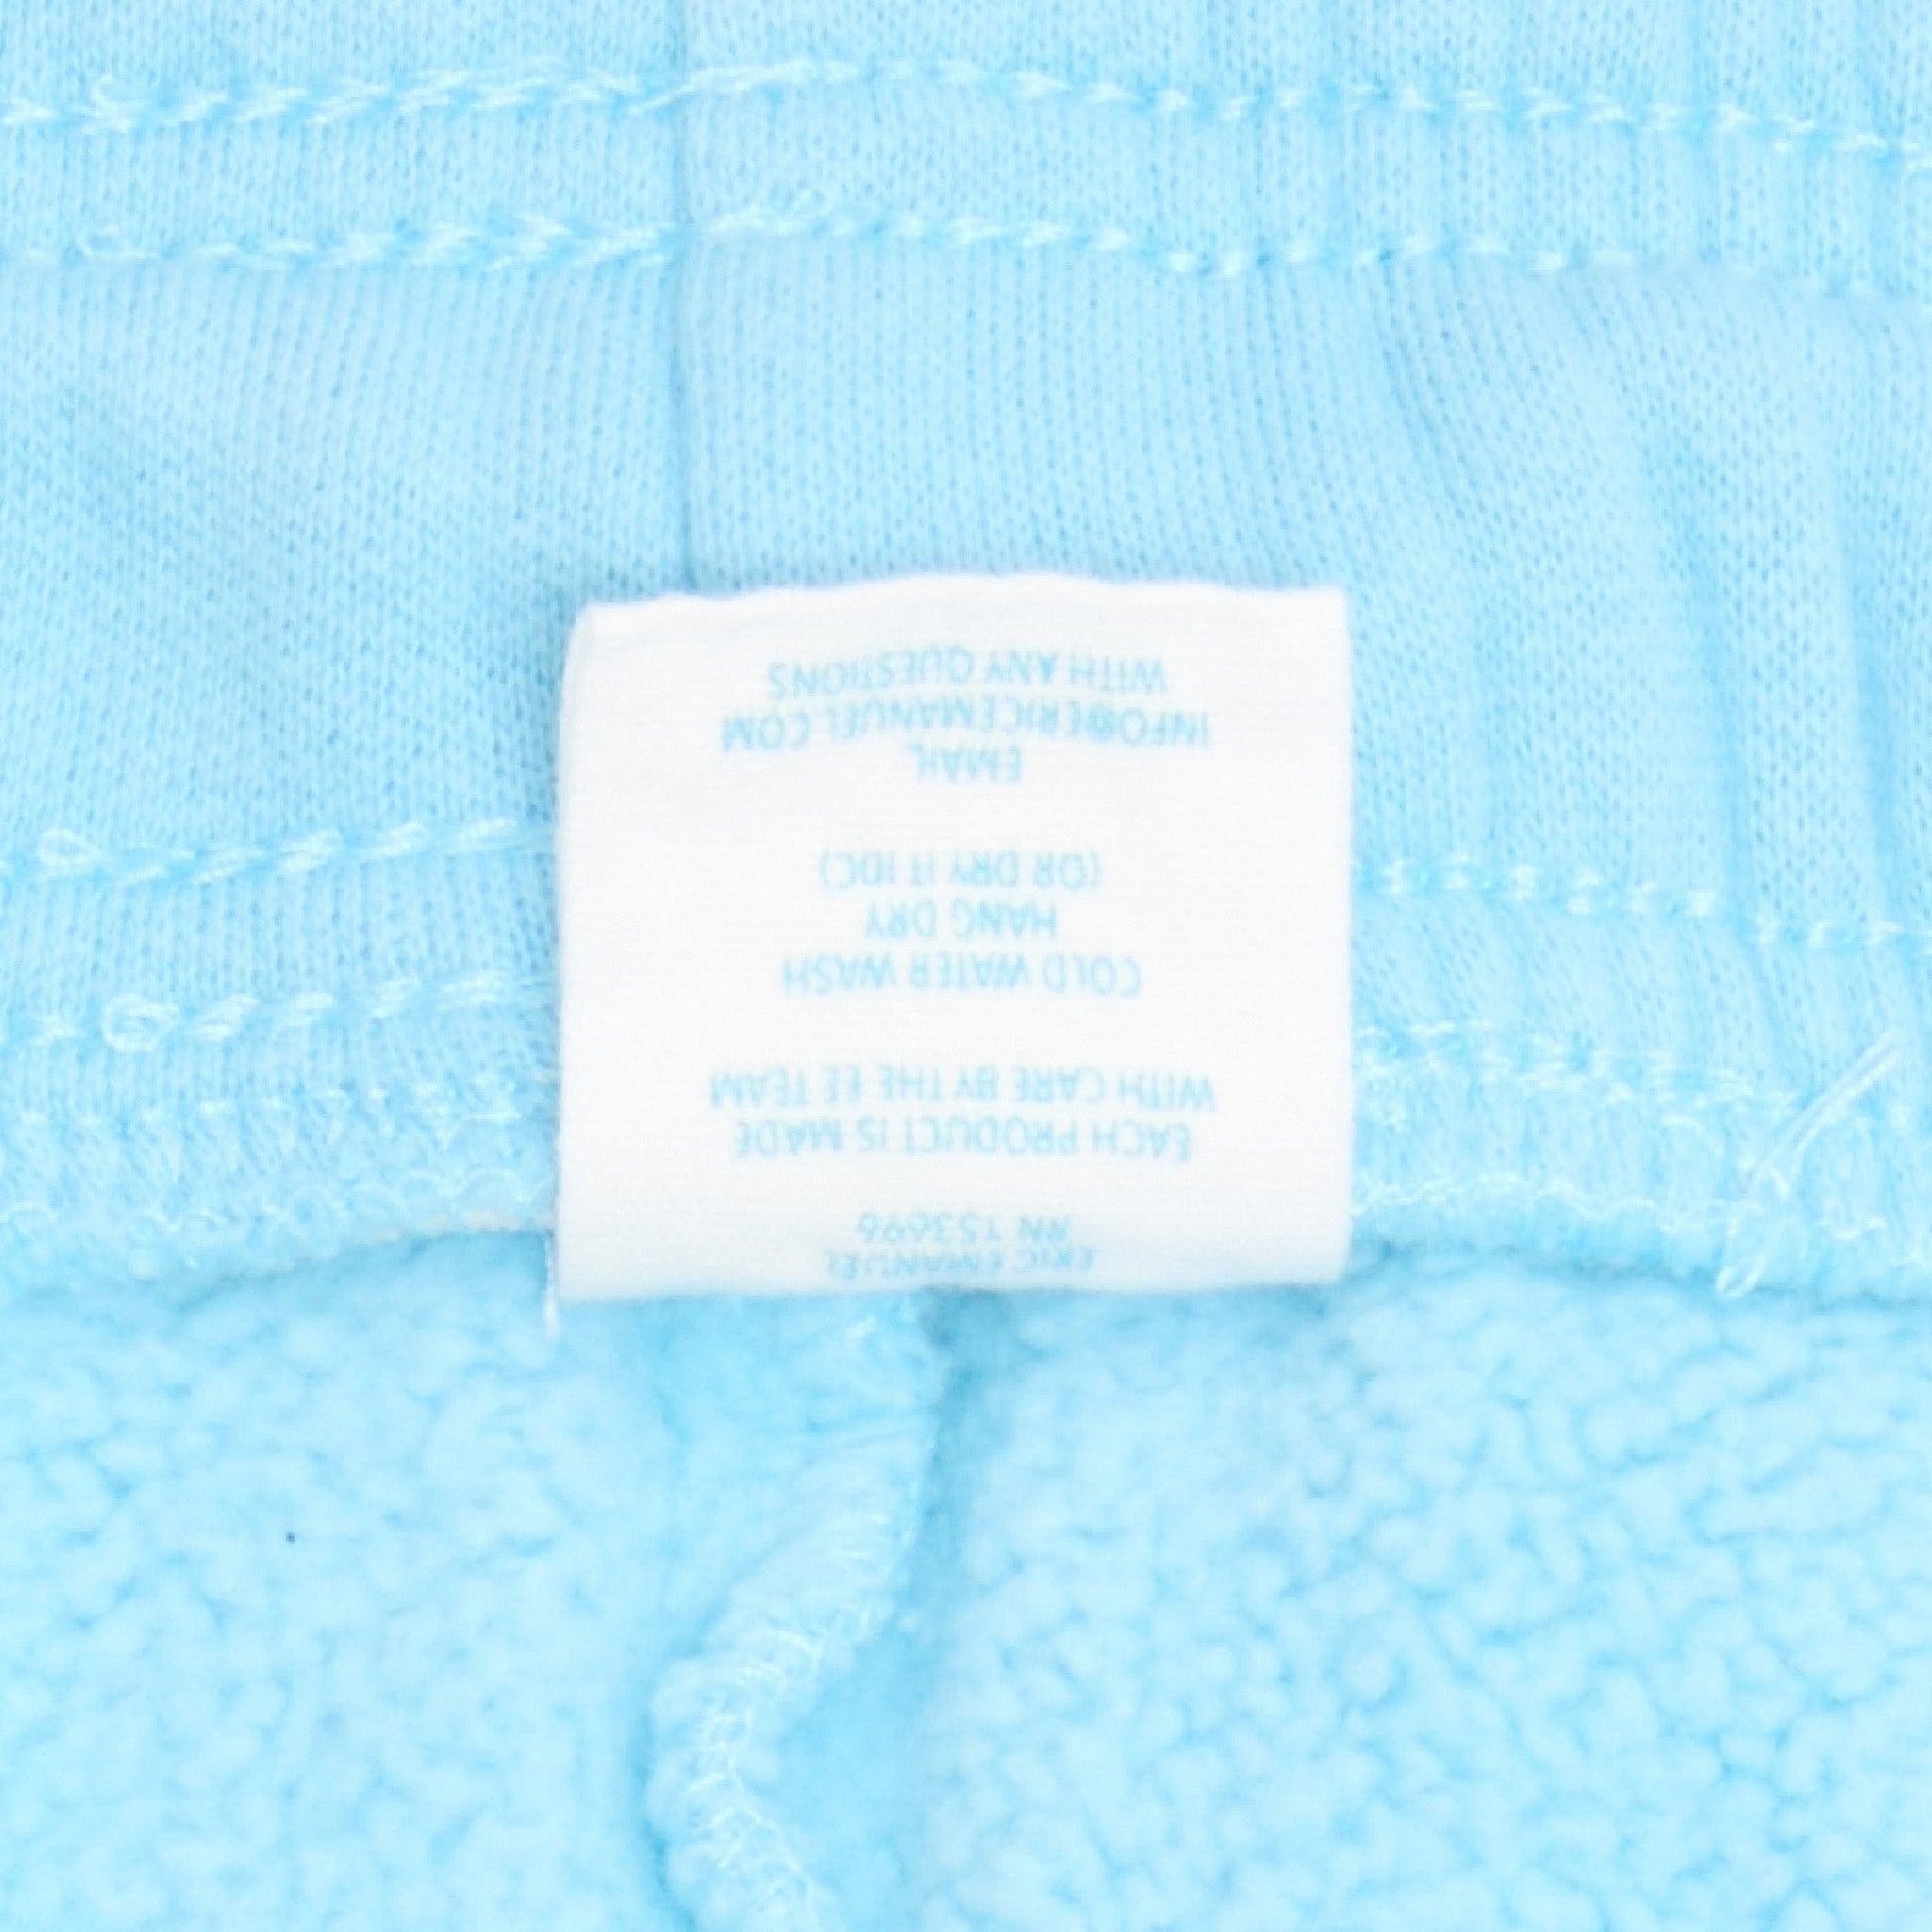 ERIC EMANUEL
RN 153696
EACH PRODUCT IS MADE
WITH CARE BY THE EE TEAM
COLD WATER WASH
HANG DRY
(OR DRY IT IDC)
EMAIL
INFO@ERICEMANUEL.COM
WITH ANY QUESTIONS